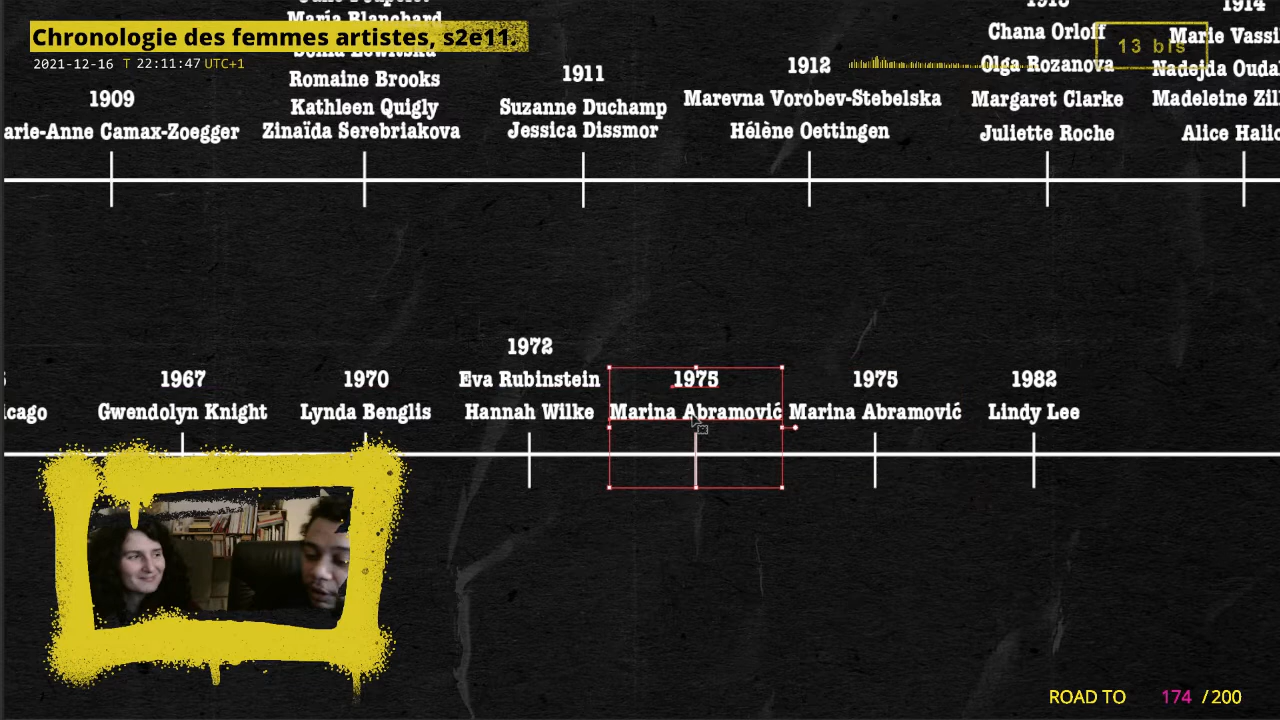 María Blanchard
1914
Chronologie des femmes artistes, s2e11.
Chana Orloff
Marie Vassi
13 bis
2021-12-16 T 22:11:47 UTC+1
Romaine Brooks
1911
1912
Olga Rozanova
Nadejda Ouda
1909
Kathleen Quigly
Suzanne Duchamp
Marevna Vorobev-Stebelska
Margaret Clarke
Madeleine Zil
arie-Anne Camax-Zoegger
Zinaïda Serebriakova
Jessica Dissmor
Hélène Oettingen
Juliette Roche
Alice Halic
1972
1967
1970
Eva Rubinstein
1975
1975
1982
icago
Gwendolyn Knight
Lynda Benglis
Hannah Wilke
Marina Abramović
Marina Abramović
Lindy Lee
ROAD TO 174 / 200